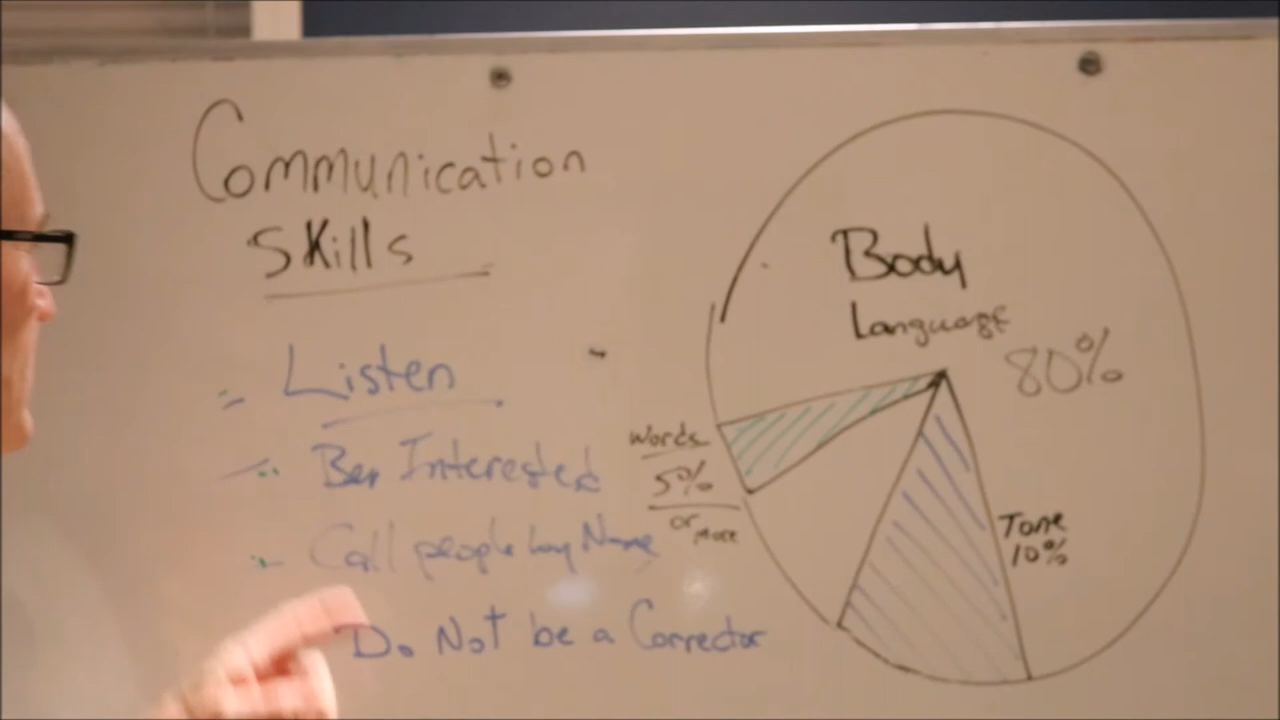 Communication
Skills
Listen
Be Interested
Call people by Name
Do Not be a Corrector
Body
Language
80%
Words
5%
or
more
Tone
10%